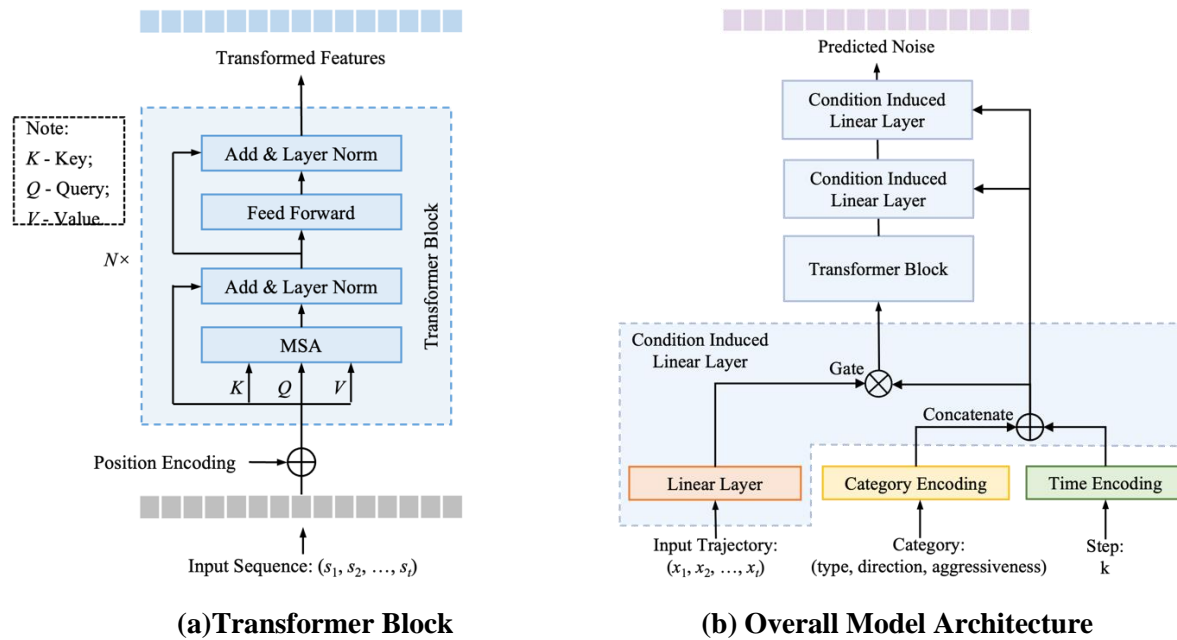 Transformed Features
Note:
K - Key;
Q - Query;
V - Value
N×
Add & Layer Norm
Feed Forward
Add & Layer Norm
MSA
K
Q
V
Transformer Block
Position Encoding
Input Sequence: (s₁, s₂, …, sₜ)
(a)Transformer Block
Predicted Noise
Condition Induced
Linear Layer
Condition Induced
Linear Layer
Transformer Block
Condition Induced
Linear Layer
Gate
Concatenate
Linear Layer
Category Encoding
Time Encoding
Input Trajectory:
(x₁, x₂, …, xₜ)
Category:
(type, direction, aggressiveness)
Step:
k
(b) Overall Model Architecture